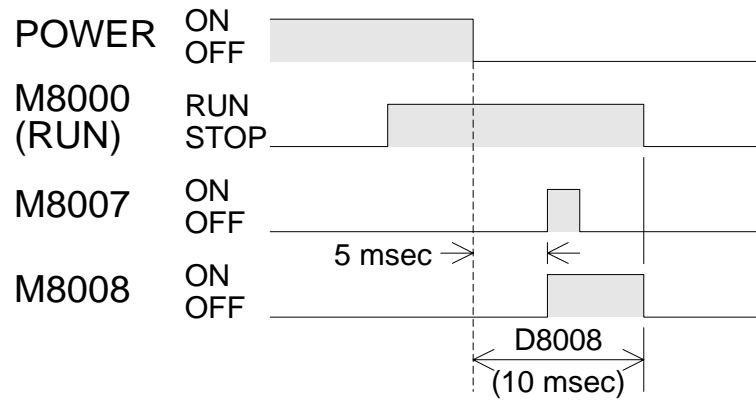 POWER ON
OFF
M8000 RUN
(RUN) STOP
M8007 ON
OFF
5 msec
M8008 ON
OFF
D8008
(10 msec)